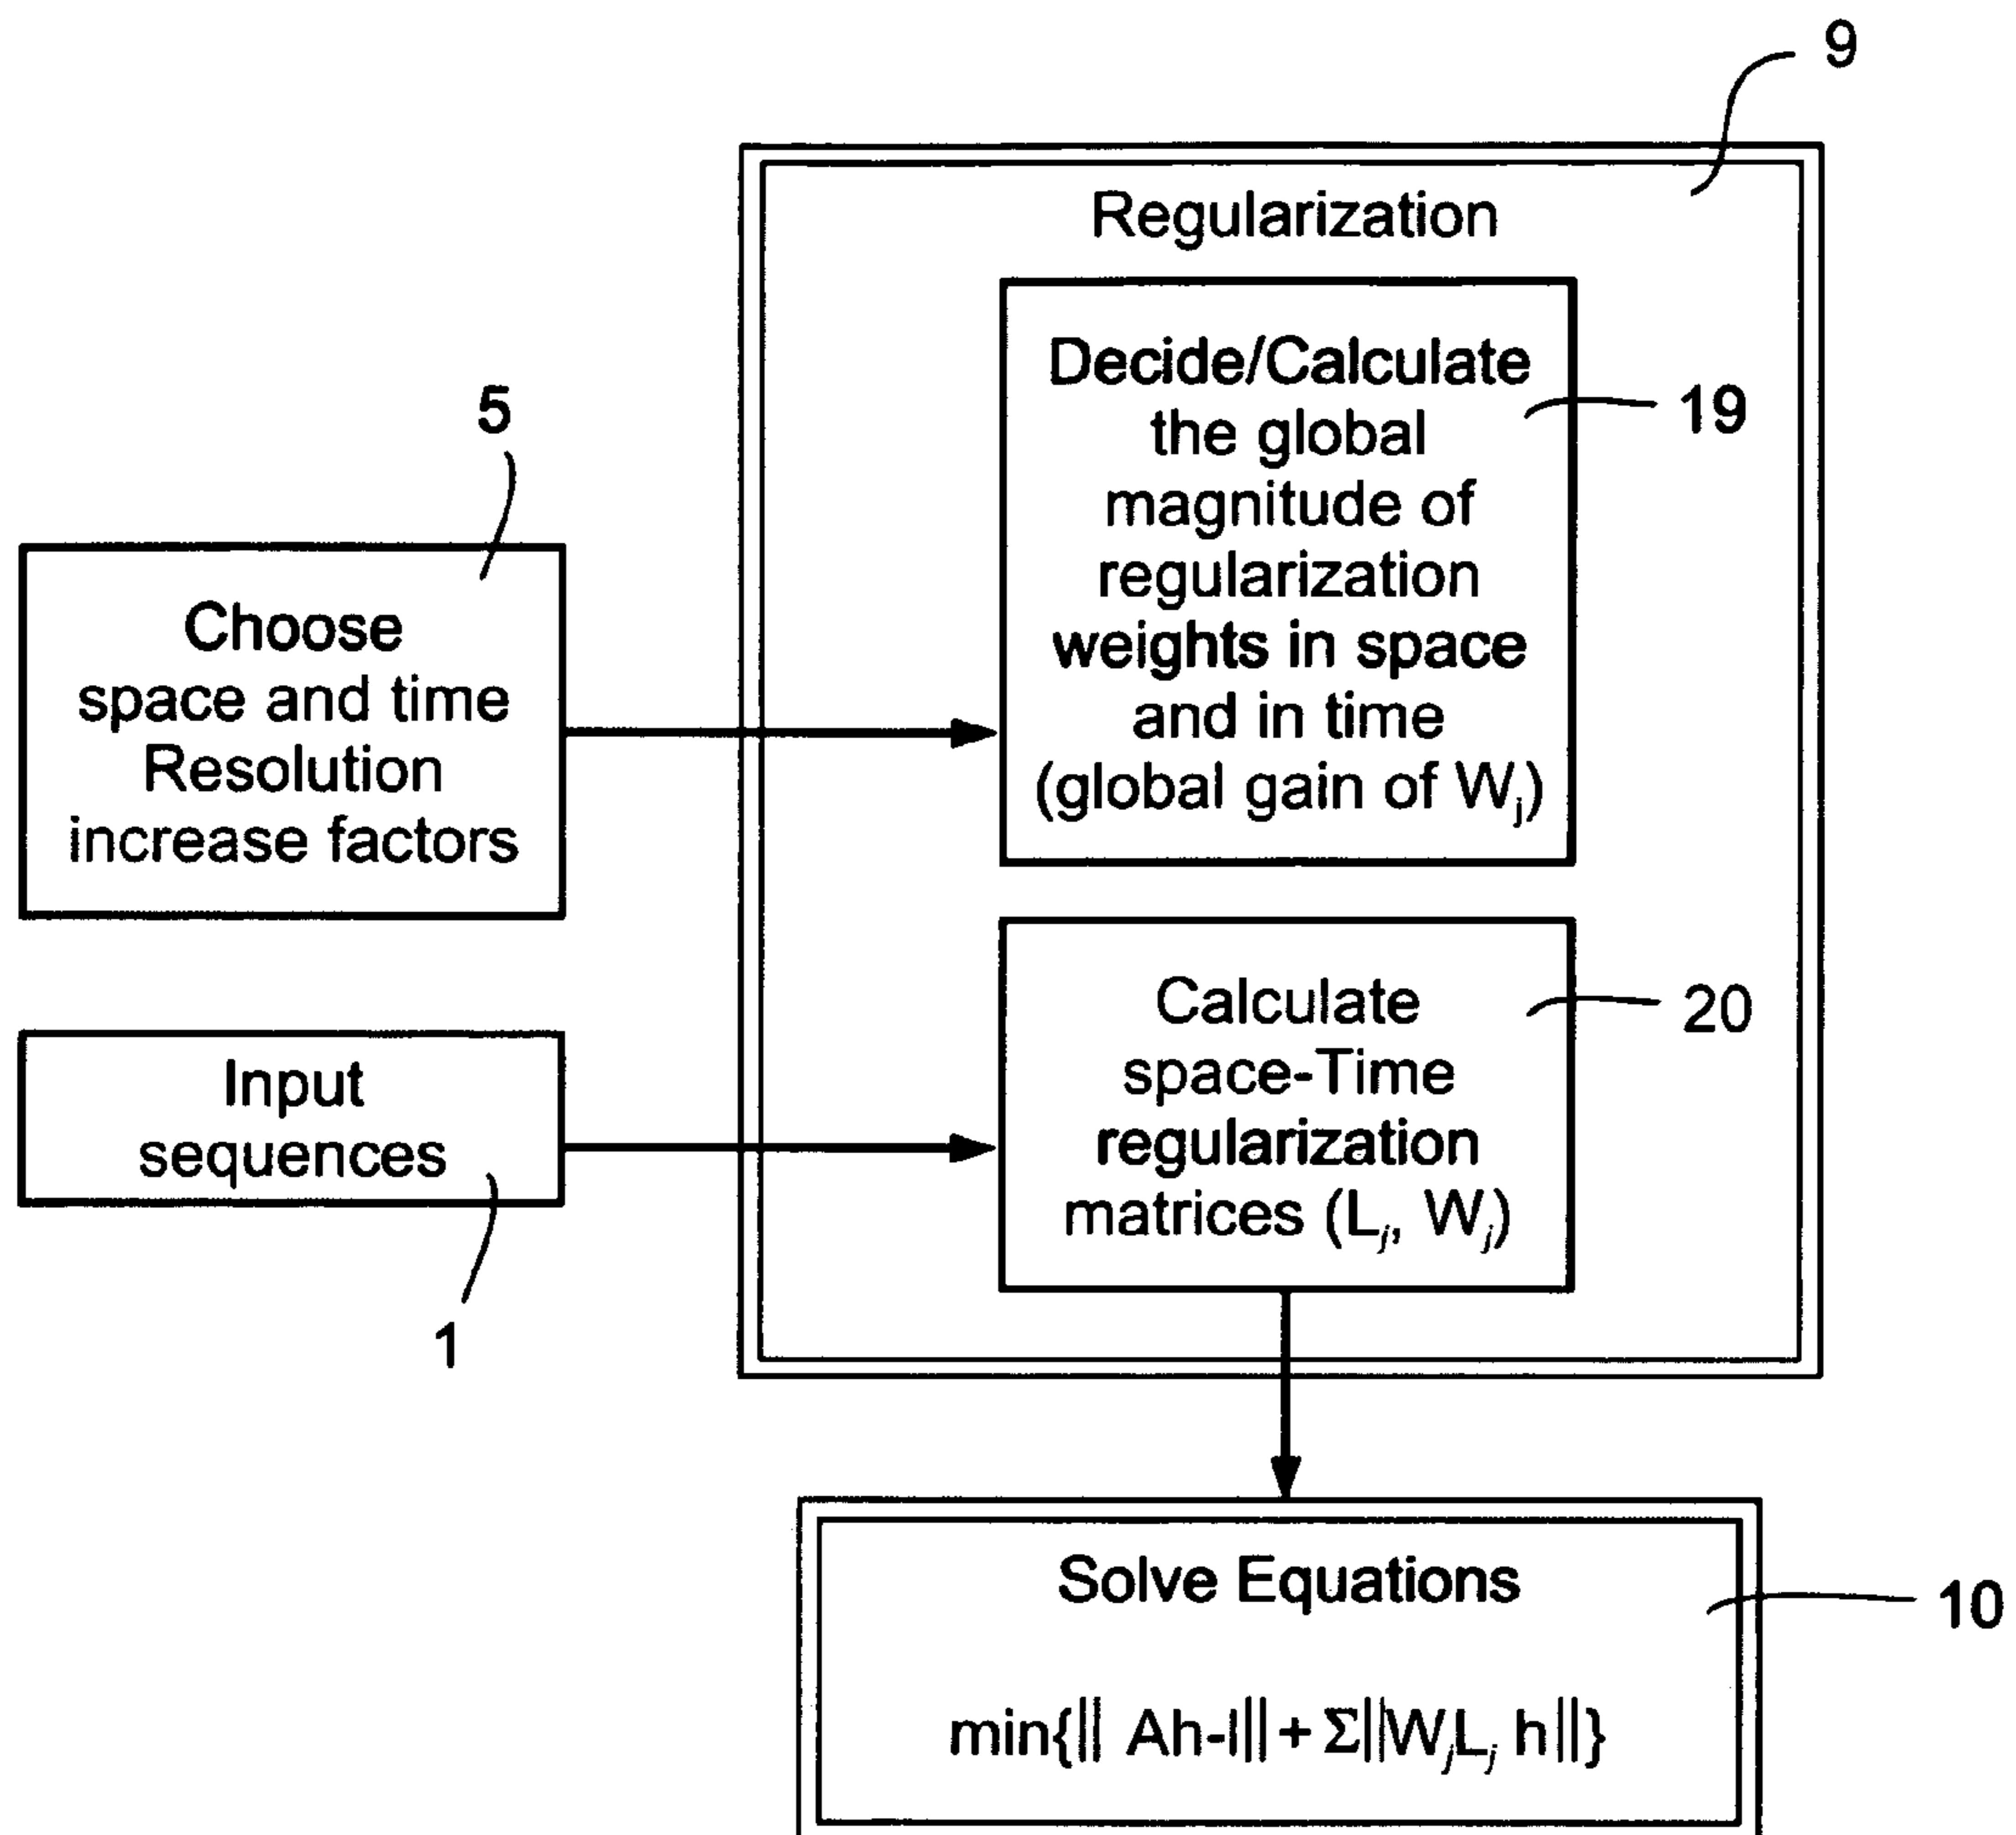 9
Regularization
Decide/Calculate
the global
magnitude of
regularization
weights in space
and in time
(global gain of Wj)
19
5
Choose
space and time
Resolution
increase factors
Input
sequences
1
Calculate
space-Time
regularization
matrices (Lj, Wj)
20
Solve Equations
min{‖ Ah-l‖ + Σ‖WjLj h‖}
10